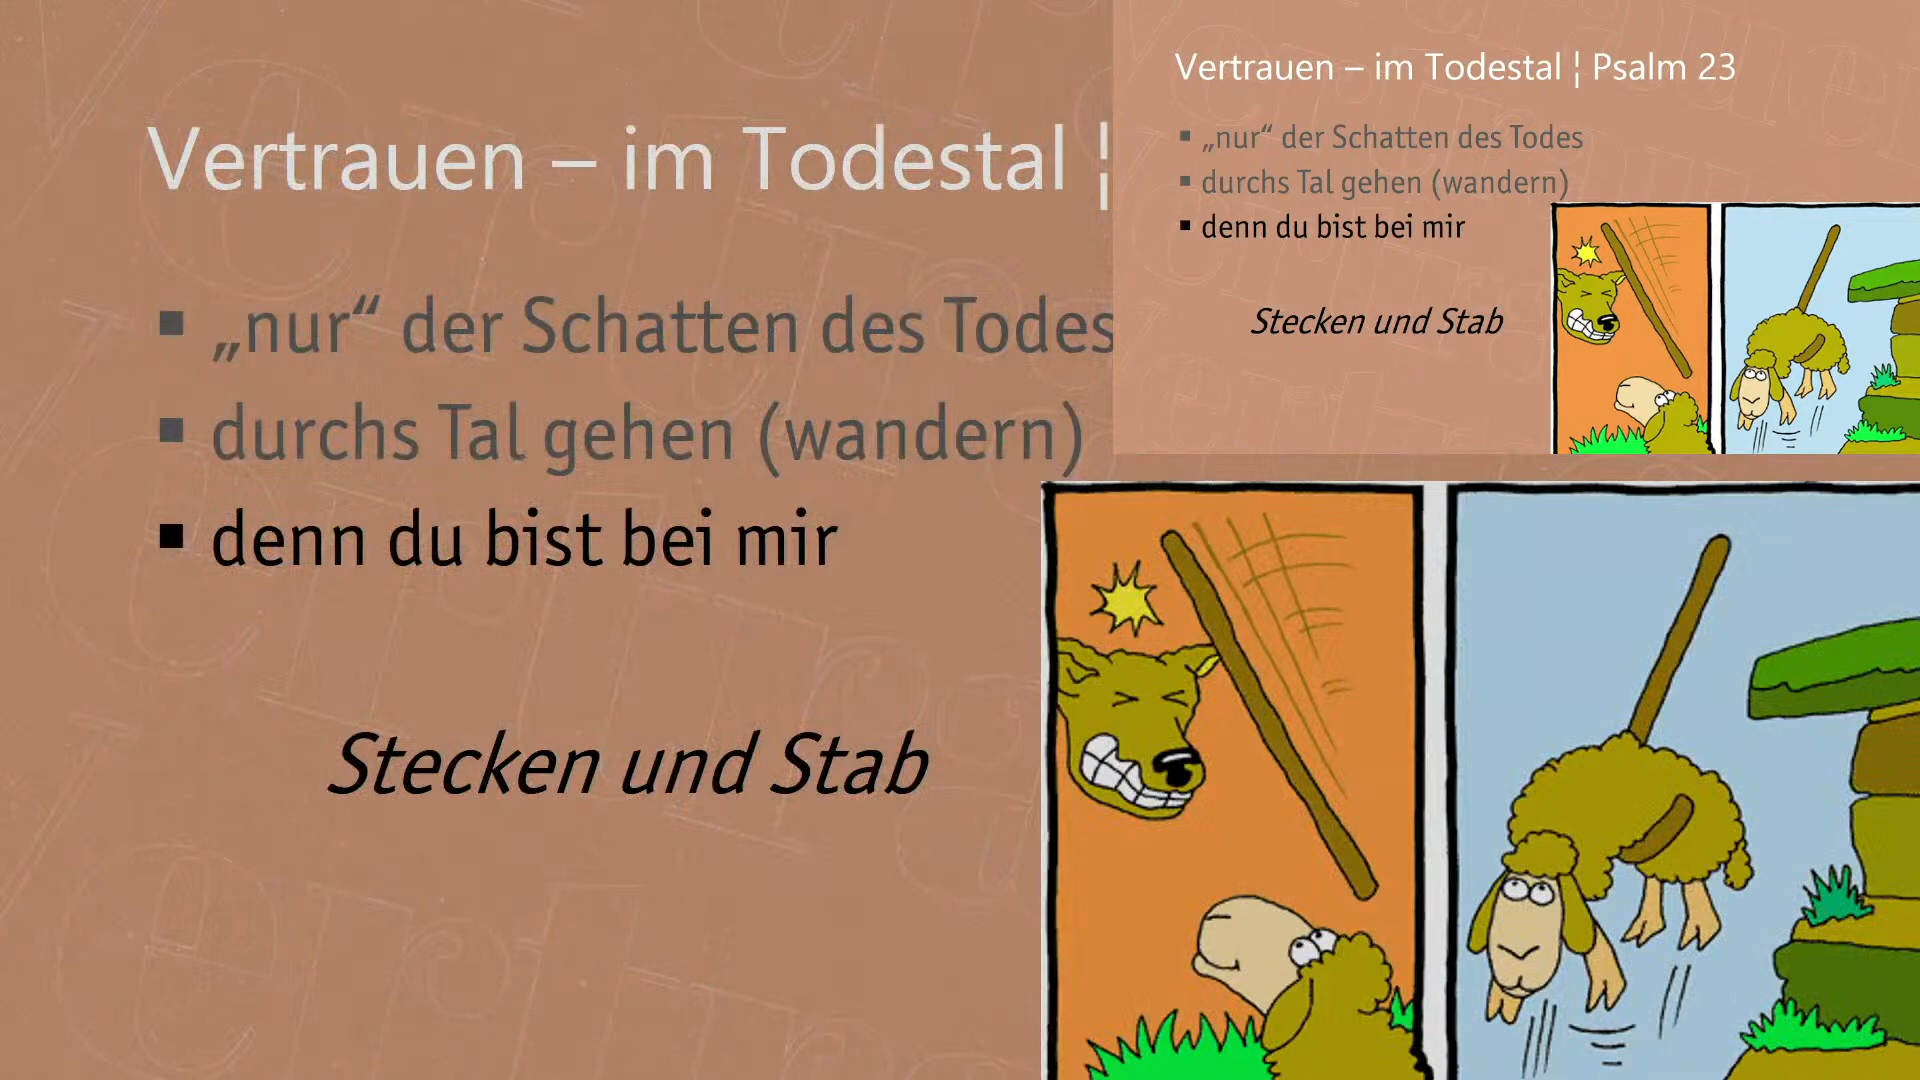 Vertrauen – im Todestal ¦
▪ „nur“ der Schatten des Todes
▪ durchs Tal gehen (wandern)
▪ denn du bist bei mir
Stecken und Stab
Vertrauen – im Todestal ¦ Psalm 23
▪ „nur“ der Schatten des Todes
▪ durchs Tal gehen (wandern)
▪ denn du bist bei mir
Stecken und Stab